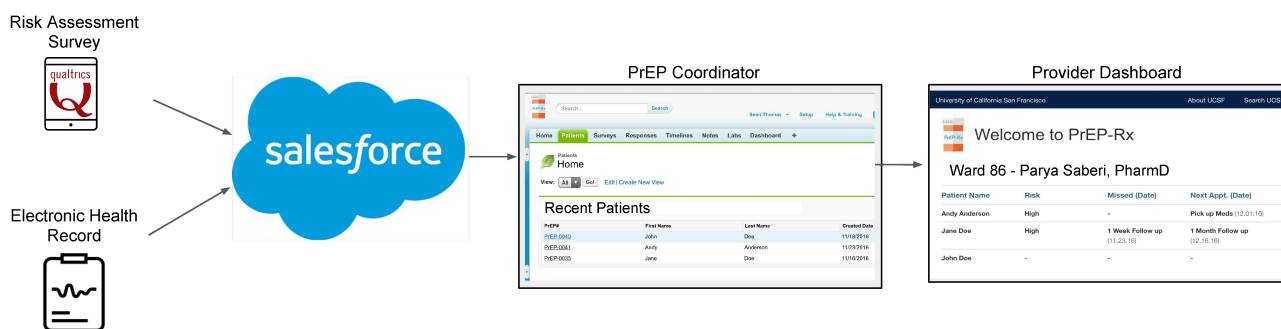 Risk Assessment
Survey
qualtrics
Q
Electronic Health
Record
salesforce
PrEP Coordinator
PrEP-Rx
Search...
Search
Sean Thomas
Setup
Help & Training
Home Patients Surveys Responses Timelines Notes Labs Dashboard +
Patients
Home
View: All Go! Edit | Create New View
Recent Patients
PrEP# First Name Last Name Created Date
PrEP-0040 John Doe 11/18/2016
PrEP-0041 Andy Anderson 11/23/2016
PrEP-0035 Jane Doe 11/16/2016
Provider Dashboard
University of California San Francisco About UCSF Search UCS
PrEP-Rx
Welcome to PrEP-Rx
Ward 86 - Parya Saberi, PharmD
Patient Name Risk Missed (Date) Next Appt. (Date)
Andy Anderson High - Pick up Meds (12.01.16)
Jane Doe High 1 Week Follow up 1 Month Follow up
(11.23.16) (12.16.16)
John Doe - - -